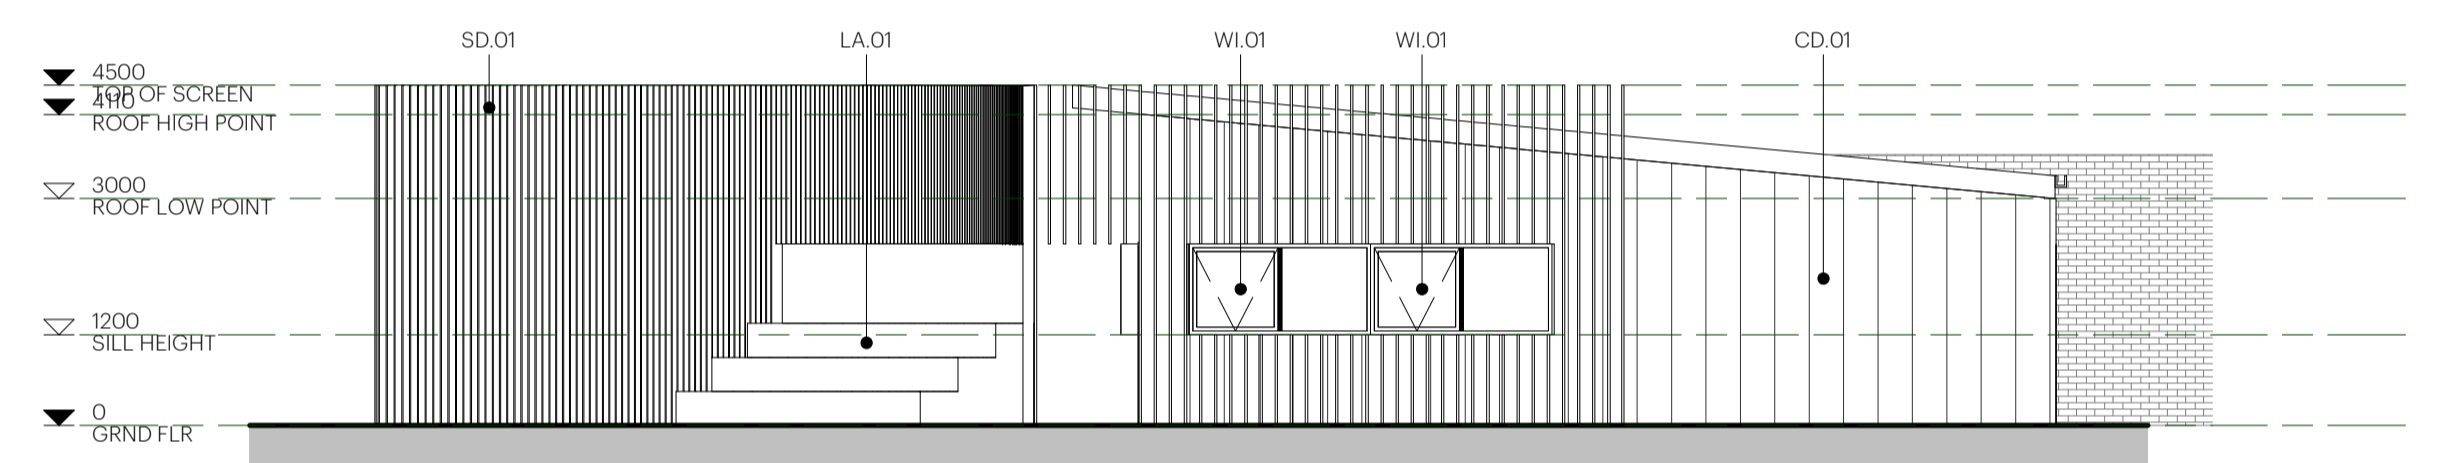 SD.01
LA.01
WI.01
WI.01
CD.01
4500
TOP OF SCREEN
4110
ROOF HIGH POINT
3000
ROOF LOW POINT
1200
SILL HEIGHT
0
GRND FLR